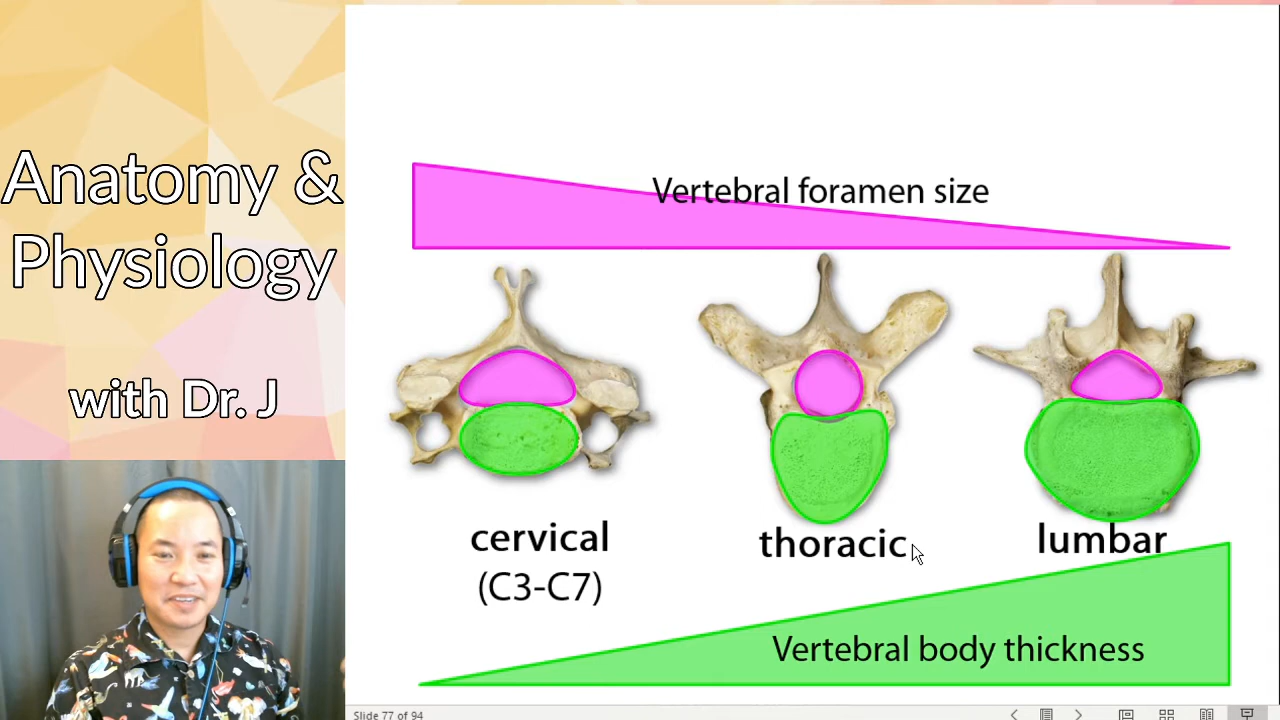 Anatomy &
Physiology
with Dr. J
Vertebral foramen size
cervical
(C3-C7)
thoracic
lumbar
Vertebral body thickness
Slide 77 of 94